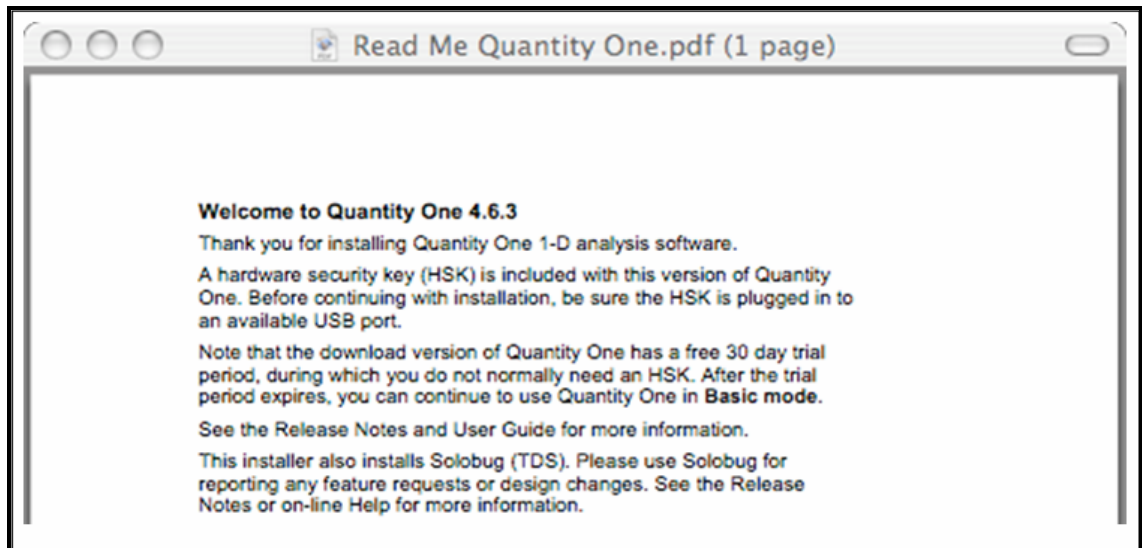 Read Me Quantity One.pdf (1 page)
Welcome to Quantity One 4.6.3
Thank you for installing Quantity One 1-D analysis software.
A hardware security key (HSK) is included with this version of Quantity
One. Before continuing with installation, be sure the HSK is plugged in to
an available USB port.
Note that the download version of Quantity One has a free 30 day trial
period, during which you do not normally need an HSK. After the trial
period expires, you can continue to use Quantity One in Basic mode.
See the Release Notes and User Guide for more information.
This installer also installs Solobug (TDS). Please use Solobug for
reporting any feature requests or design changes. See the Release
Notes or on-line Help for more information.